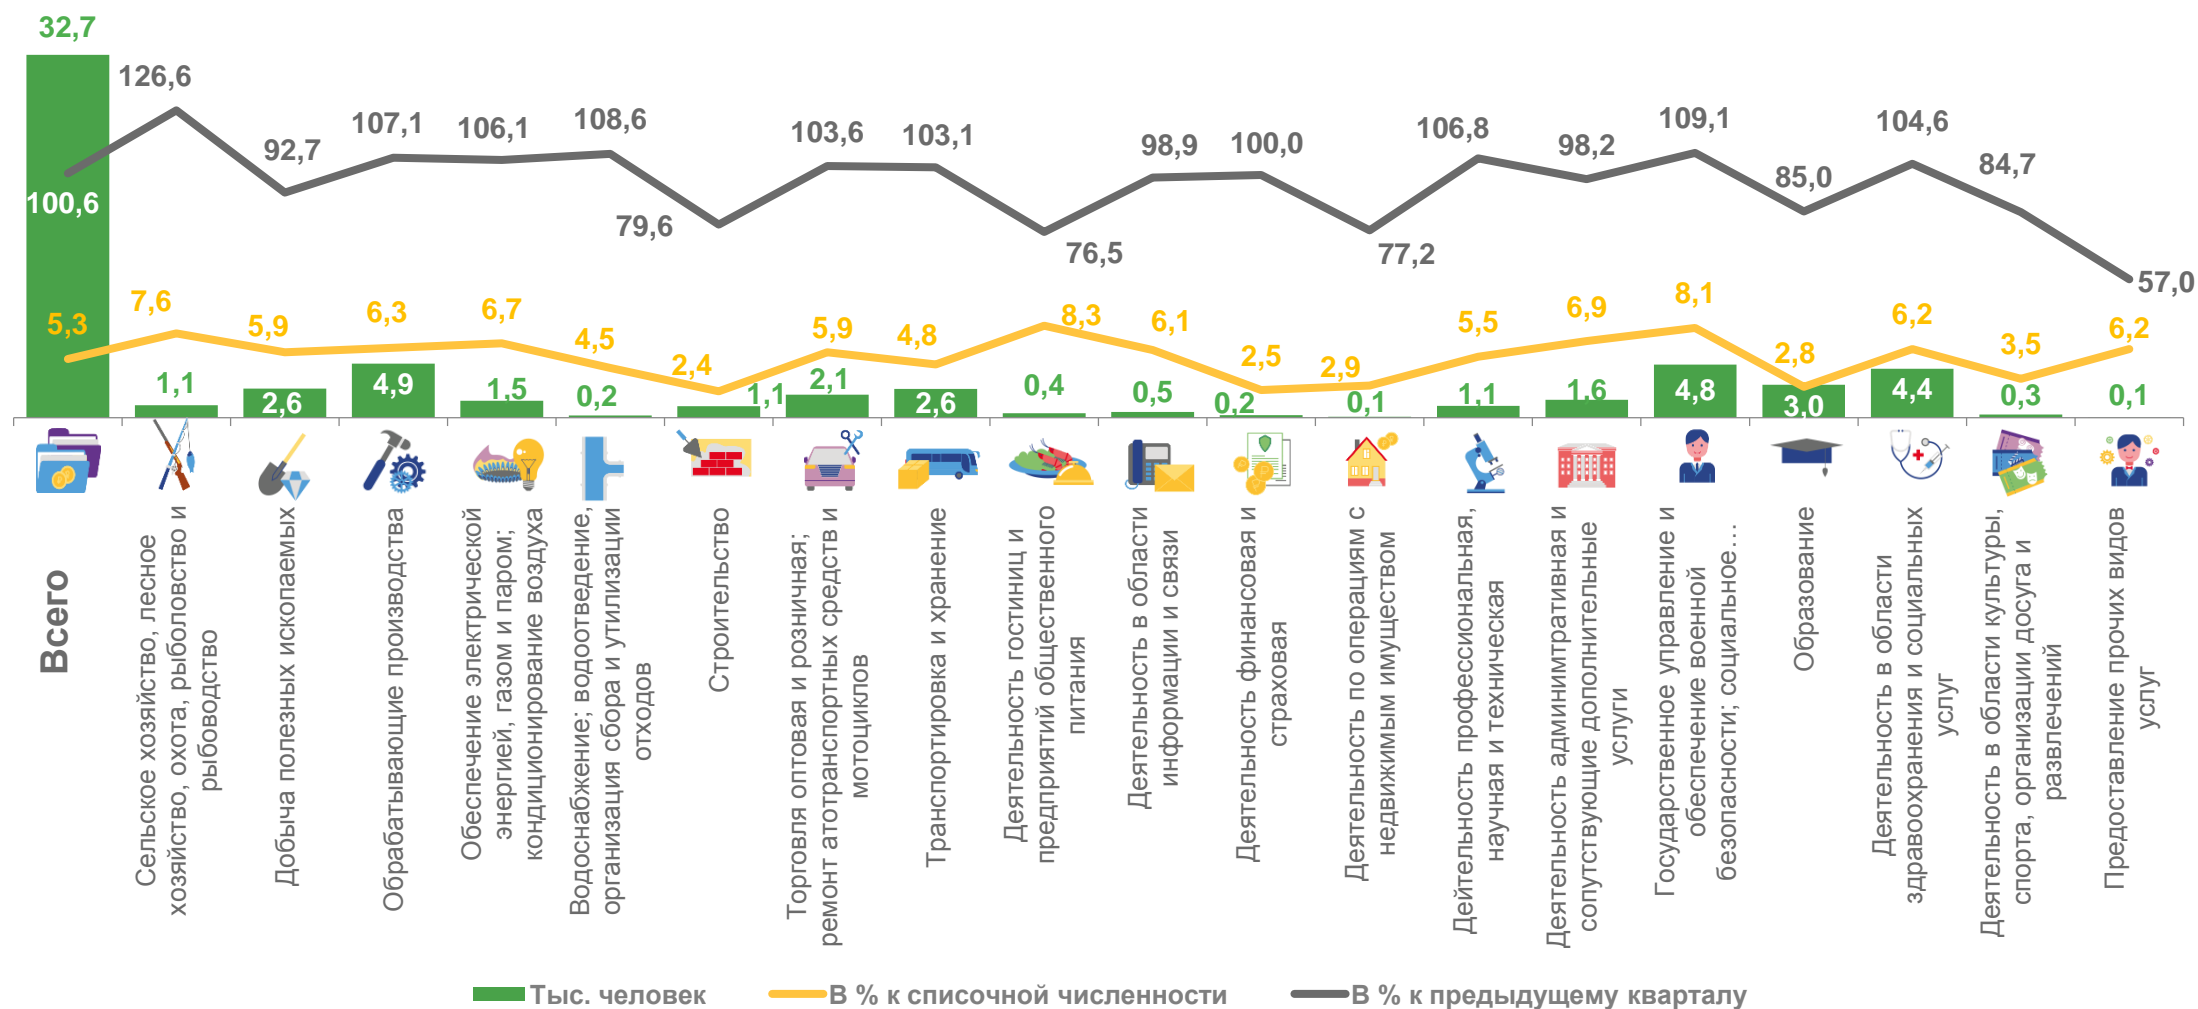 32,7
126,6
92,7
107,1
106,1
108,6
79,6
103,6
103,1
76,5
98,9
100,0
77,2
106,8
98,2
109,1
85,0
104,6
84,7
57,0
100,6
5,3
7,6
5,9
6,3
6,7
4,5
2,4
5,9
4,8
8,3
6,1
2,5
2,9
5,5
6,9
8,1
2,8
6,2
3,5
6,2
1,1
2,6
4,9
1,5
0,2
1,1
2,1
2,6
0,4
0,5
0,2
0,1
1,1
1,6
4,8
3,0
4,4
0,3
0,1
Всего
Сельское хозяйство, лесное
хозяйство, охота, рыболовство и
рыбоводство
Добыча полезных ископаемых
Обрабатывающие производства
Обеспечение электрической
энергией, газом и паром;
кондиционирование воздуха
Водоснабжение; водоотведение,
организация сбора и утилизации
отходов
Строительство
Торговля оптовая и розничная;
ремонт атотранспортных средств и
мотоциклов
Транспортировка и хранение
Деятельность гостиниц и
предприятий общественного
питания
Деятельность в области
информации и связи
Деятельность финансовая и
страховая
Деятельность по операциям с
недвижимым имуществом
Дейтельность профессиональная,
научная и техническая
Деятельность админитративная и
сопутствующие дополнительные
услуги
Государственное управление и
обеспечение военной
безопасности; социальное…
Образование
Деятельность в области
здравоохранения и социальных
услуг
Деятельность в области культуры,
спорта, организации досуга и
развлечений
Предоставление прочих видов
услуг
Тыс. человек
В % к списочной численности
В % к предыдущему кварталу